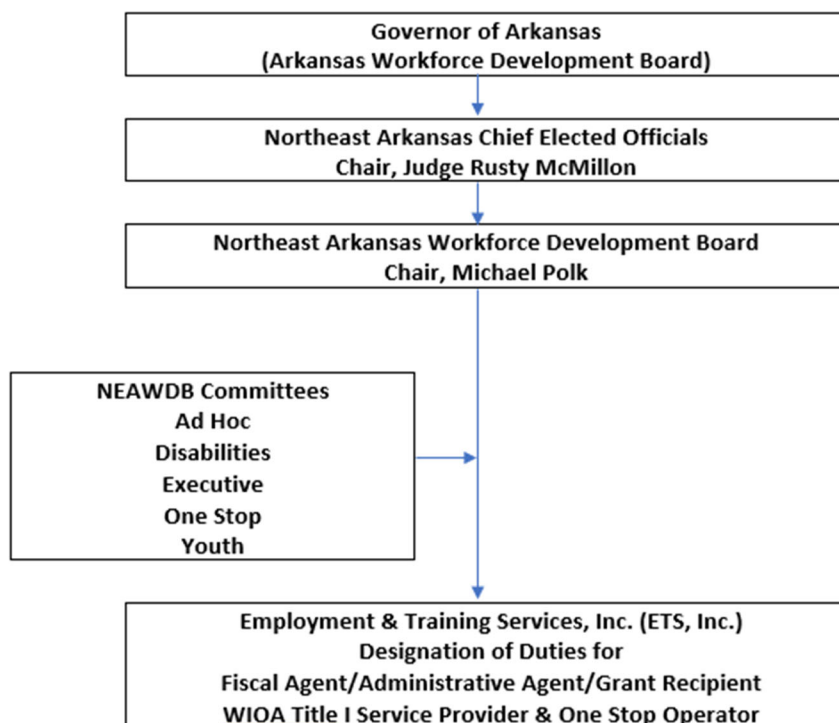 Governor of Arkansas
(Arkansas Workforce Development Board)
Northeast Arkansas Chief Elected Officials
Chair, Judge Rusty McMillon
Northeast Arkansas Workforce Development Board
Chair, Michael Polk
NEAWDB Committees
Ad Hoc
Disabilities
Executive
One Stop
Youth
Employment & Training Services, Inc. (ETS, Inc.)
Designation of Duties for
Fiscal Agent/Administrative Agent/Grant Recipient
WIOA Title I Service Provider & One Stop Operator